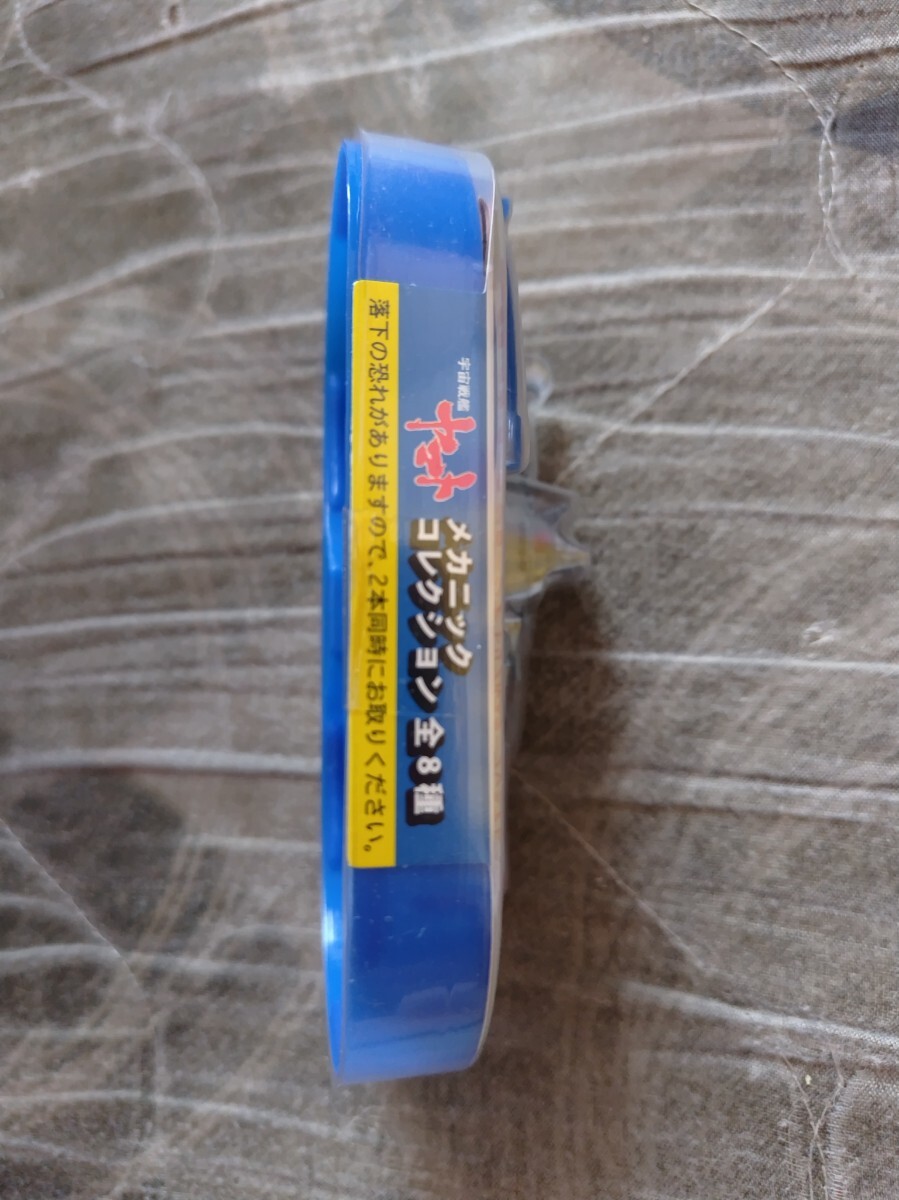 宇宙戦艦
ヤマト
メカニック
コレクション 全8種
落下の恐れがありますので、2本同時にお取りください。